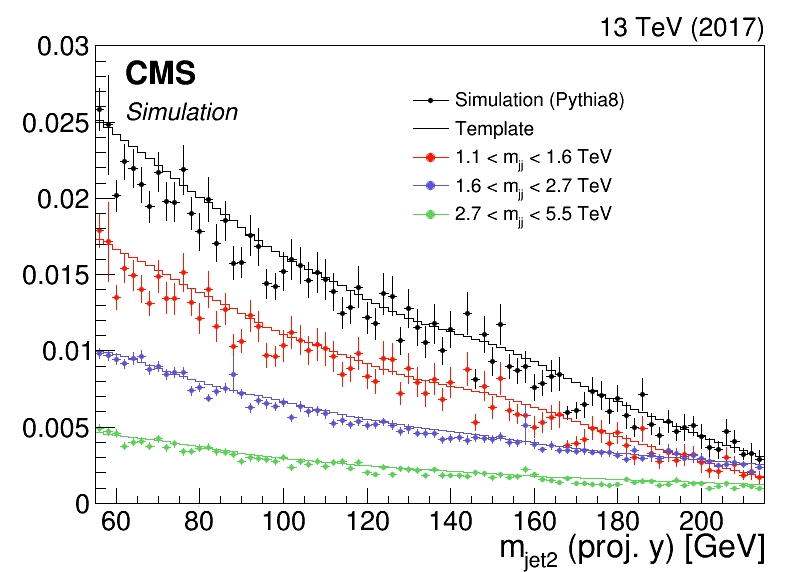 13 TeV (2017)
CMS
Simulation
Simulation (Pythia8)
Template
1.1 < m_jj < 1.6 TeV
1.6 < m_jj < 2.7 TeV
2.7 < m_jj < 5.5 TeV
0.03
0.025
0.02
0.015
0.01
0.005
0
60 80 100 120 140 160 180 200
m_jet2 (proj. y) [GeV]